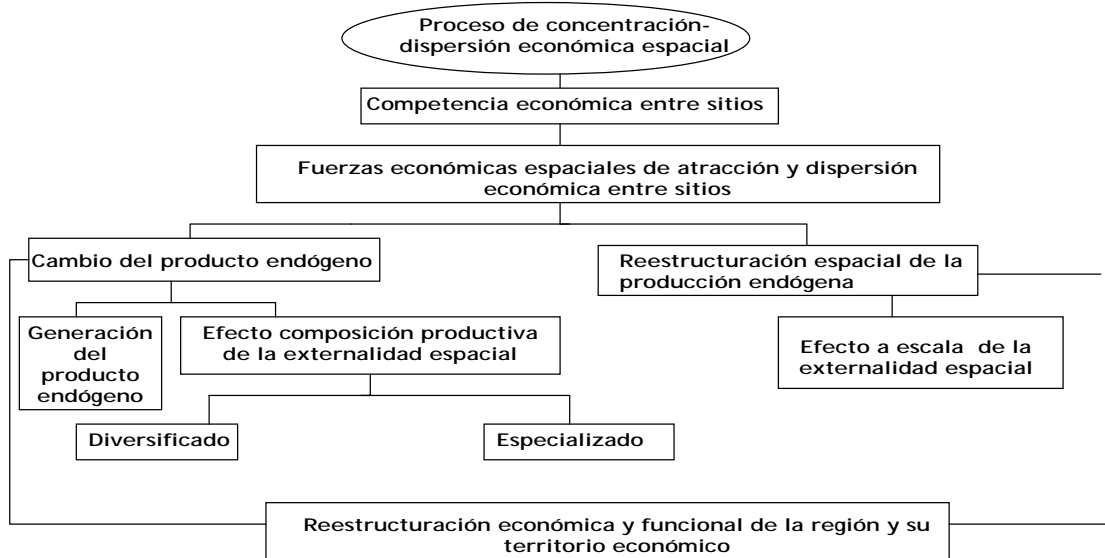 Proceso de concentración-
dispersión económica espacial
Competencia económica entre sitios
Fuerzas económicas espaciales de atracción y dispersión
económica entre sitios
Cambio del producto endógeno
Reestructuración espacial de la
producción endógena
Generación
del
producto
endógeno
Efecto composición productiva
de la externalidad espacial
Efecto a escala de la
externalidad espacial
Diversificado
Especializado
Reestructuración económica y funcional de la región y su
territorio económico